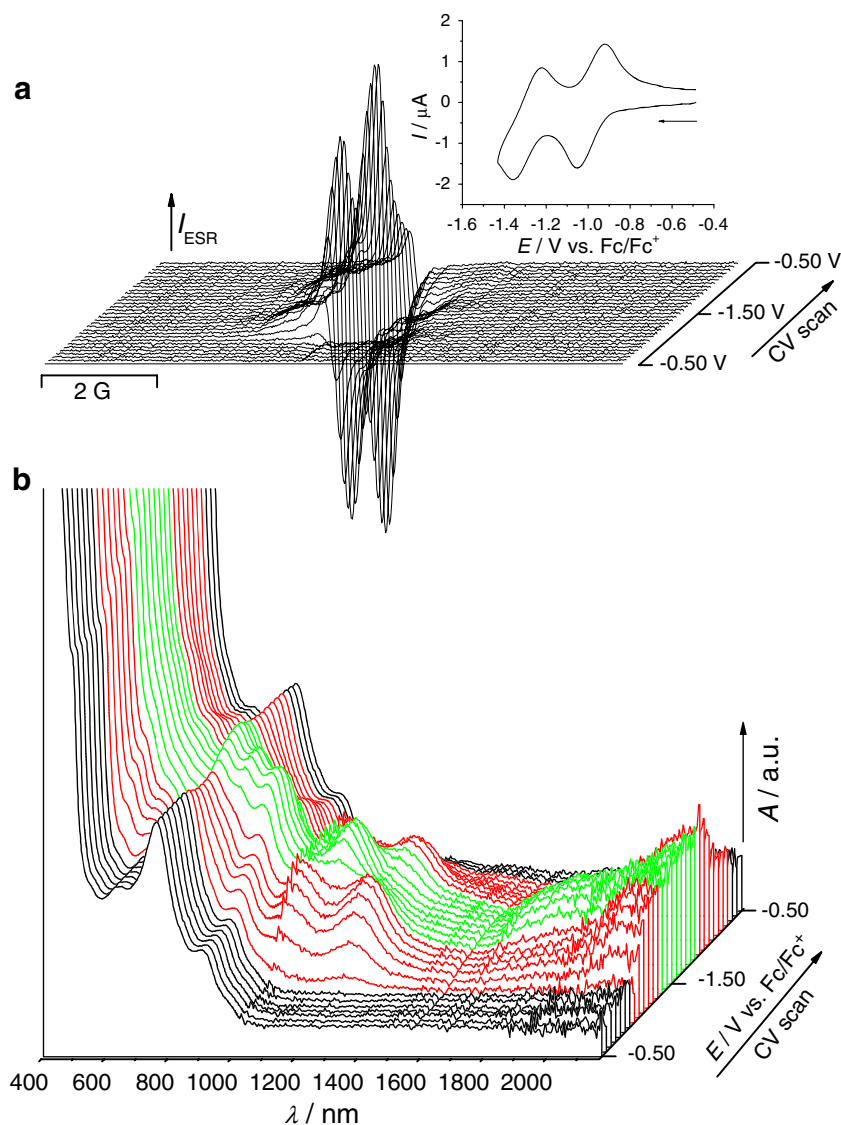 a
I / µA
2
1
0
-1
-2
-1.6 -1.4 -1.2 -1.0 -0.8 -0.6 -0.4
E / V vs. Fc/Fc+
I ESR
-0.50 V
-1.50 V
-0.50 V
CV scan
2 G
b
A / a.u.
-0.50
-1.50
-0.50
E / V vs. Fc/Fc+
CV scan
400 600 800 1000 1200 1400 1600 1800 2000
λ / nm